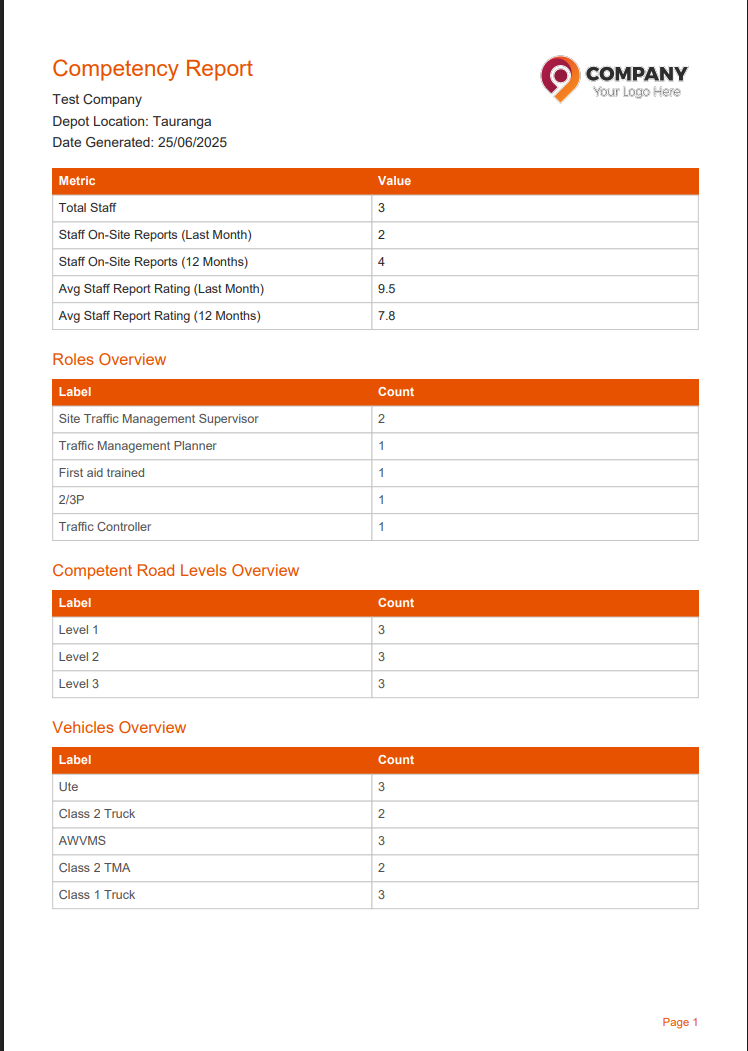 Competency Report
COMPANY
Your Logo Here
Test Company
Depot Location: Tauranga
Date Generated: 25/06/2025
Metric Value
Total Staff 3
Staff On-Site Reports (Last Month) 2
Staff On-Site Reports (12 Months) 4
Avg Staff Report Rating (Last Month) 9.5
Avg Staff Report Rating (12 Months) 7.8
Roles Overview
Label Count
Site Traffic Management Supervisor 2
Traffic Management Planner 1
First aid trained 1
2/3P 1
Traffic Controller 1
Competent Road Levels Overview
Label Count
Level 1 3
Level 2 3
Level 3 3
Vehicles Overview
Label Count
Ute 3
Class 2 Truck 2
AWVMS 3
Class 2 TMA 2
Class 1 Truck 3
Page 1